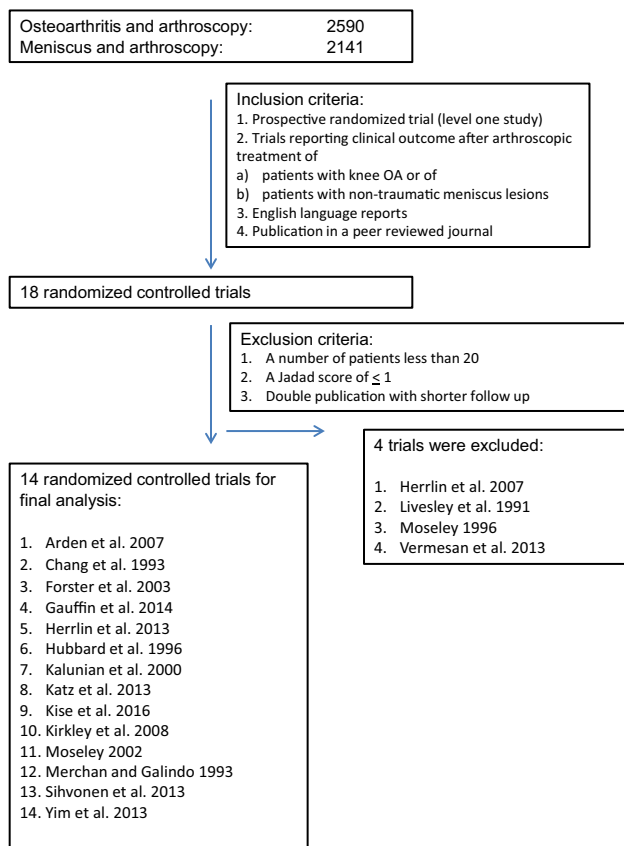 Osteoarthritis and arthroscopy: 2590
Meniscus and arthroscopy: 2141
Inclusion criteria:
1. Prospective randomized trial (level one study)
2. Trials reporting clinical outcome after arthroscopic
treatment of
a) patients with knee OA or of
b) patients with non-traumatic meniscus lesions
3. English language reports
4. Publication in a peer reviewed journal
18 randomized controlled trials
Exclusion criteria:
1. A number of patients less than 20
2. A Jadad score of ≤ 1
3. Double publication with shorter follow up
4 trials were excluded:
1. Herrlin et al. 2007
2. Livesley et al. 1991
3. Moseley 1996
4. Vermesan et al. 2013
14 randomized controlled trials for
final analysis:
1. Arden et al. 2007
2. Chang et al. 1993
3. Forster et al. 2003
4. Gauffin et al. 2014
5. Herrlin et al. 2013
6. Hubbard et al. 1996
7. Kalunian et al. 2000
8. Katz et al. 2013
9. Kise et al. 2016
10. Kirkley et al. 2008
11. Moseley 2002
12. Merchan and Galindo 1993
13. Sihvonen et al. 2013
14. Yim et al. 2013